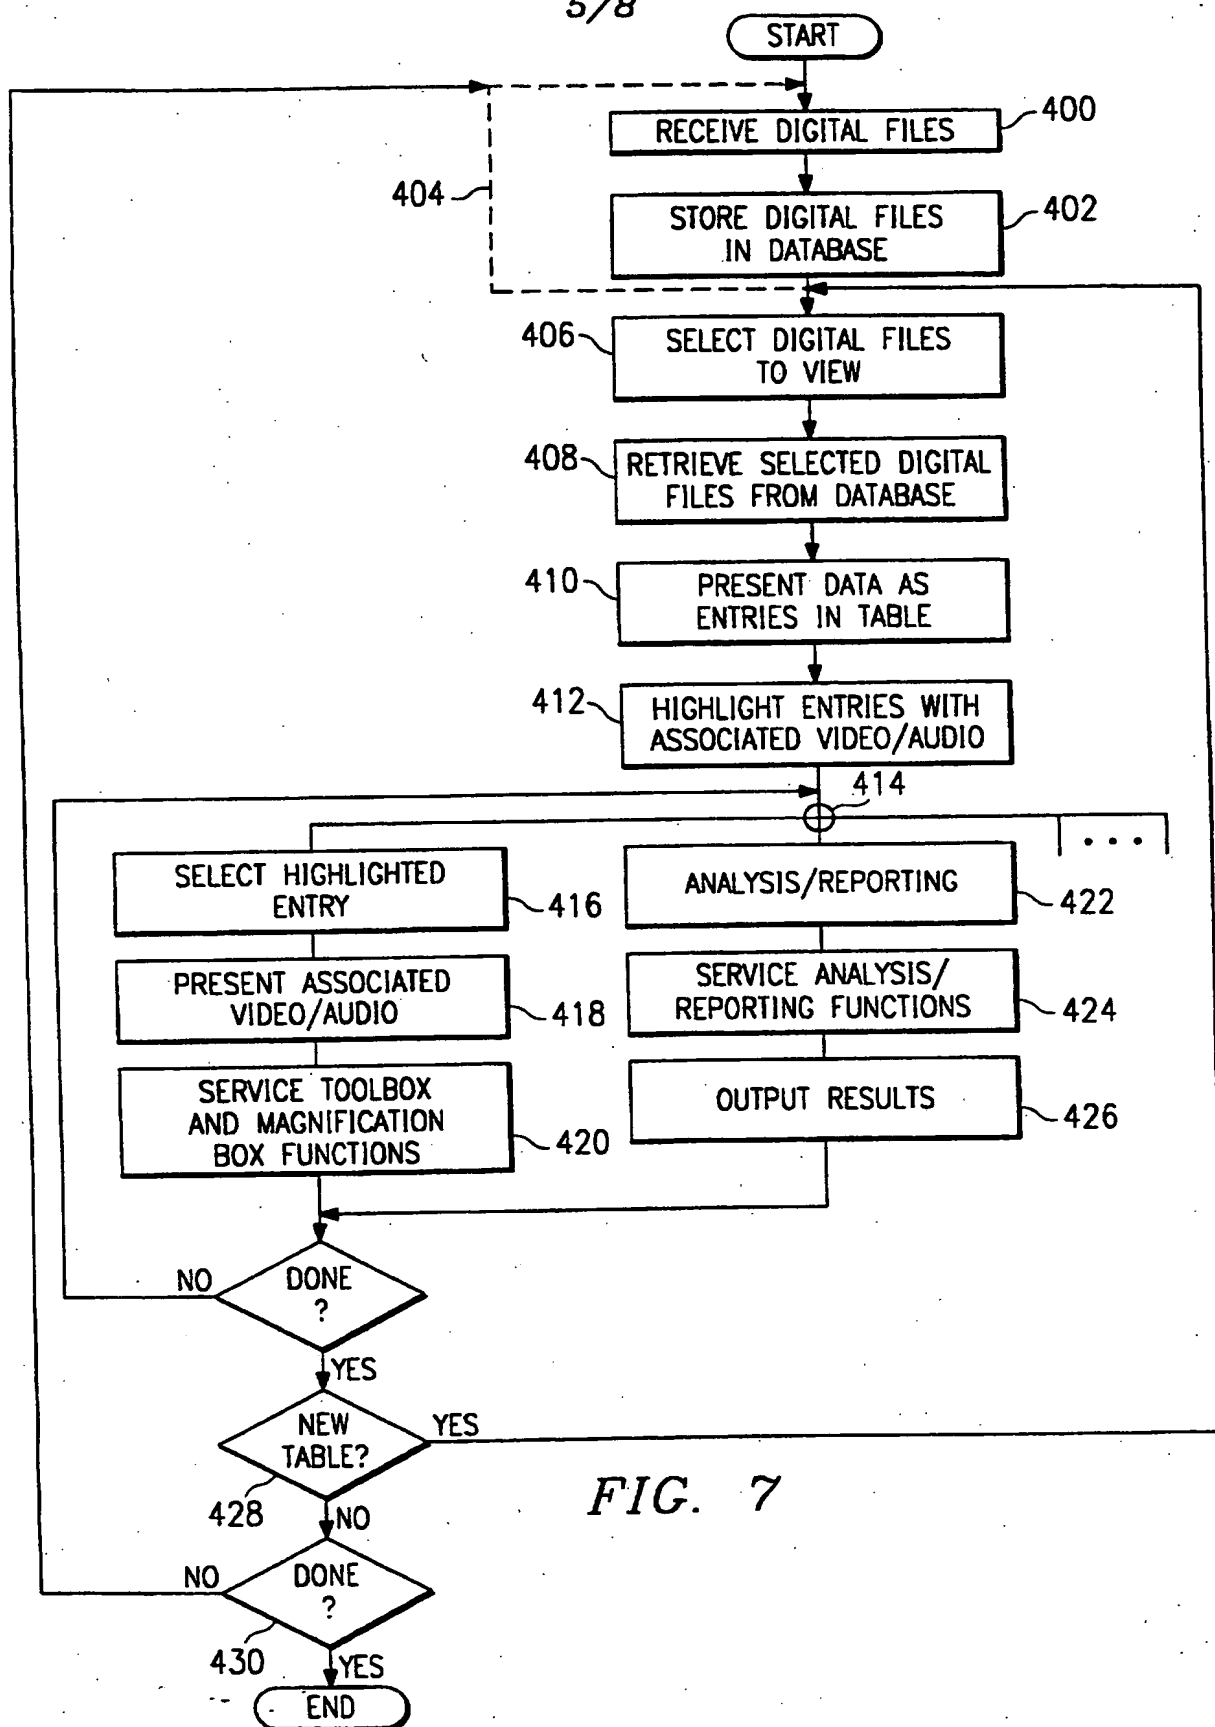 5/8
START
RECEIVE DIGITAL FILES
400
404
STORE DIGITAL FILES
IN DATABASE
402
406
SELECT DIGITAL FILES
TO VIEW
408
RETRIEVE SELECTED DIGITAL
FILES FROM DATABASE
410
PRESENT DATA AS
ENTRIES IN TABLE
412
HIGHLIGHT ENTRIES WITH
ASSOCIATED VIDEO/AUDIO
414
• • •
SELECT HIGHLIGHTED
ENTRY
416
ANALYSIS/REPORTING
422
PRESENT ASSOCIATED
VIDEO/AUDIO
418
SERVICE ANALYSIS/
REPORTING FUNCTIONS
424
SERVICE TOOLBOX
AND MAGNIFICATION
BOX FUNCTIONS
420
OUTPUT RESULTS
426
NO
DONE
?
YES
NEW
TABLE?
YES
428
NO
FIG. 7
NO
DONE
?
430
YES
END